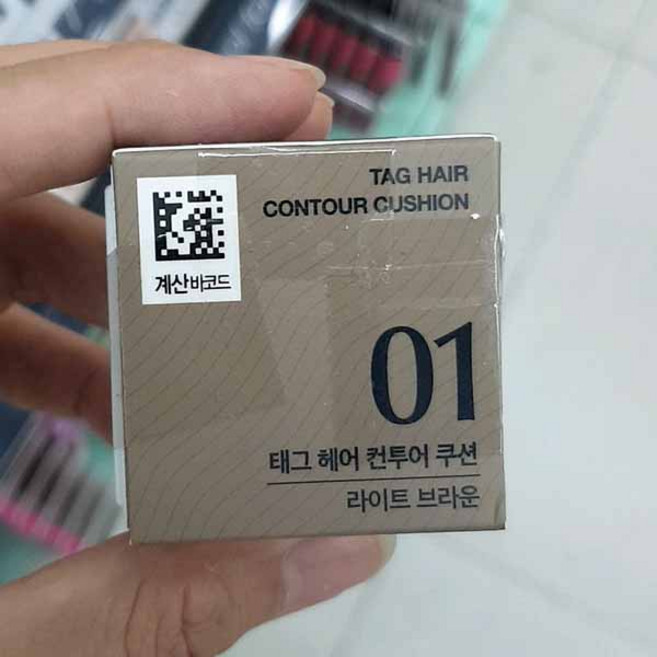 TAG HAIR
CONTOUR CUSHION
계산바코드
01
태그 헤어 컨투어 쿠션
라이트 브라운